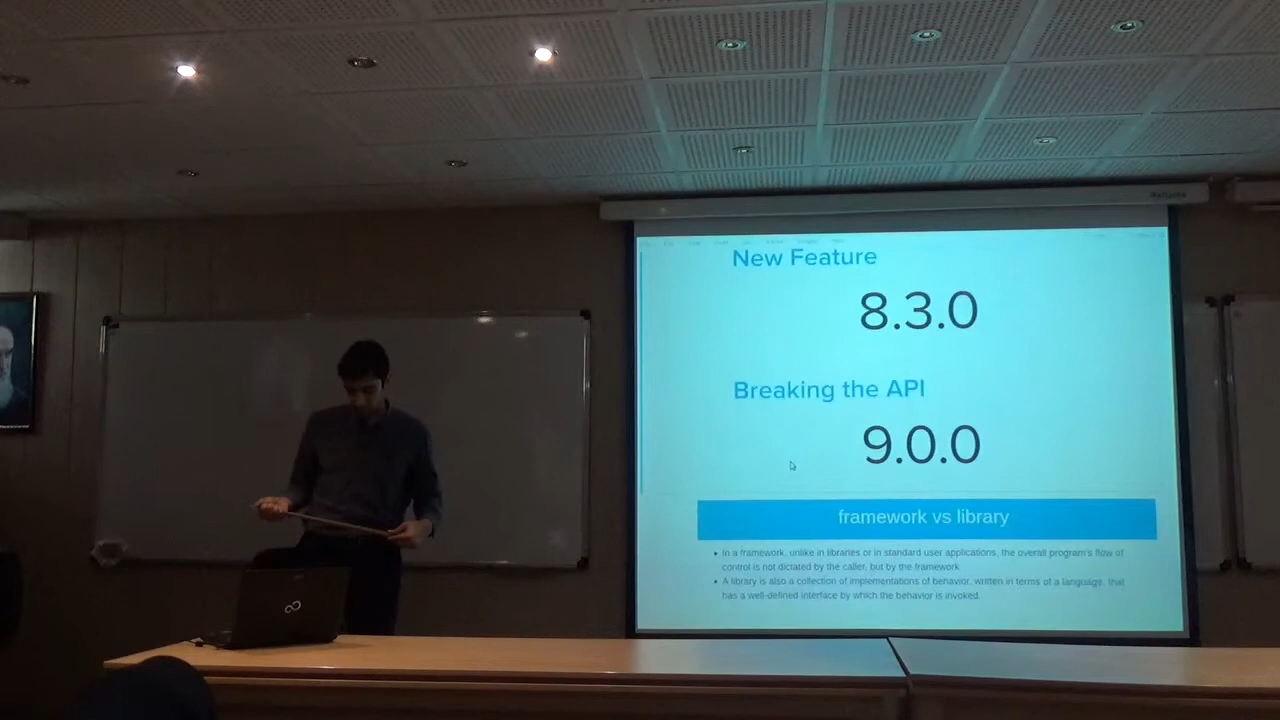 New Feature
8.3.0
Breaking the API
9.0.0
framework vs library
In a framework, unlike in libraries or in standard user applications, the overall program's flow of
control is not dictated by the caller, but by the framework
A library is also a collection of implementations of behavior, written in terms of a language, that
has a well-defined interface by which the behavior is invoked.